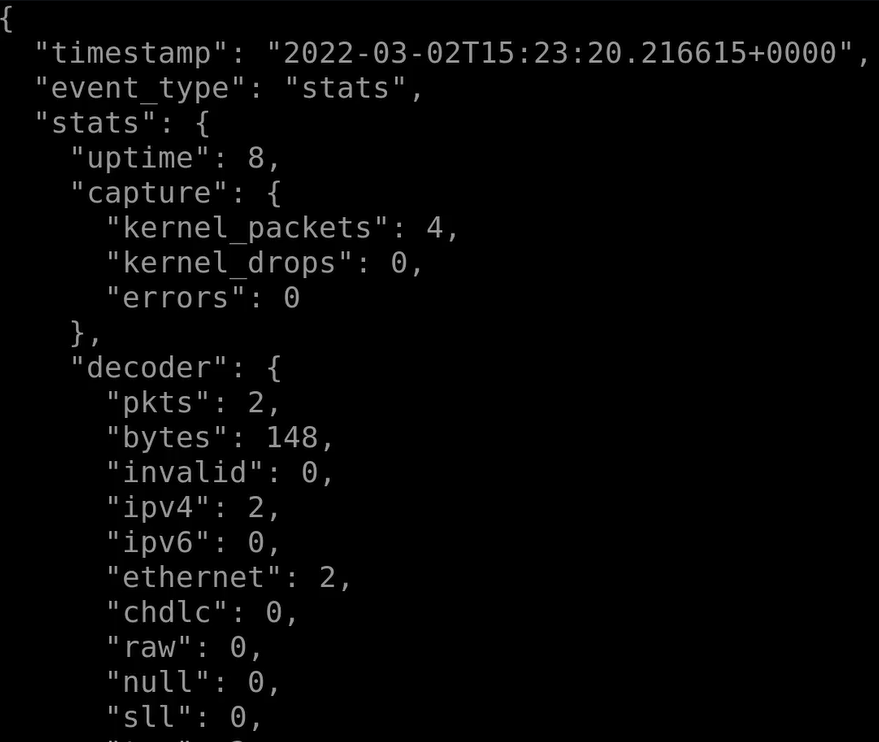 {
  "timestamp": "2022-03-02T15:23:20.216615+0000",
  "event_type": "stats",
  "stats": {
    "uptime": 8,
    "capture": {
      "kernel_packets": 4,
      "kernel_drops": 0,
      "errors": 0
    },
    "decoder": {
      "pkts": 2,
      "bytes": 148,
      "invalid": 0,
      "ipv4": 2,
      "ipv6": 0,
      "ethernet": 2,
      "chdlc": 0,
      "raw": 0,
      "null": 0,
      "sll": 0,